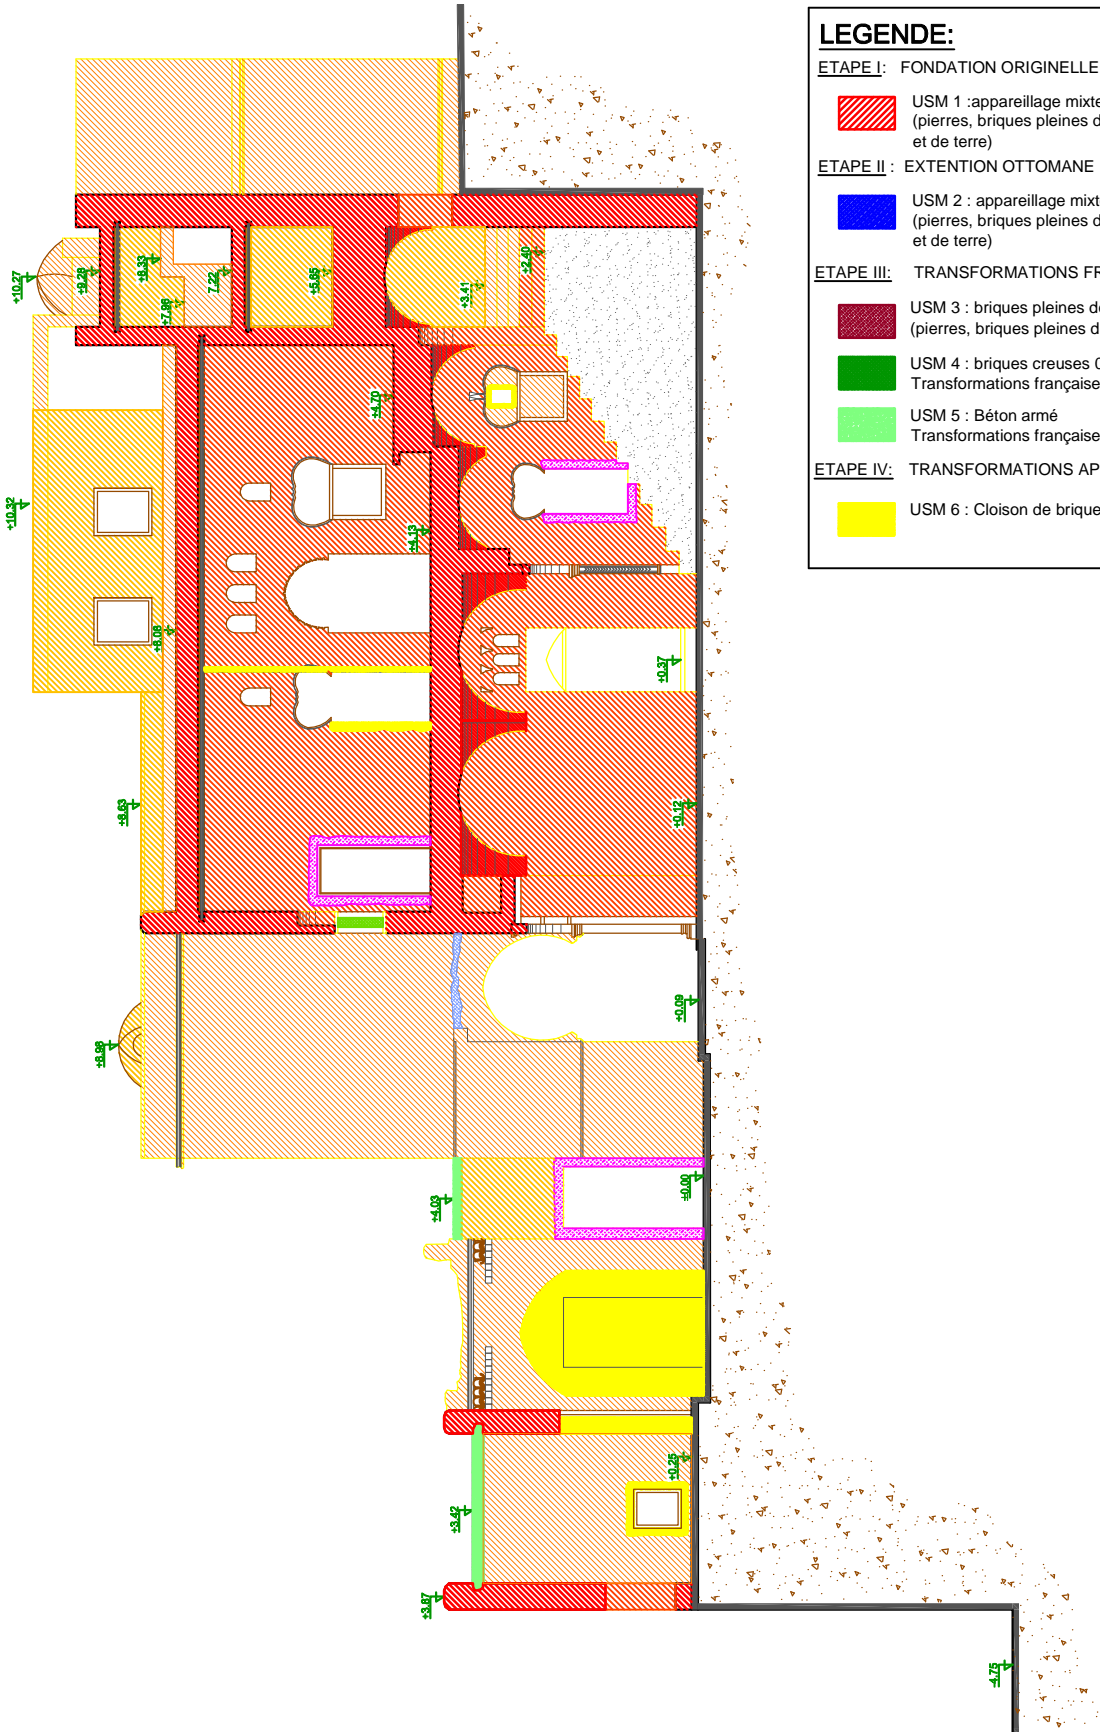 LEGENDE:
ETAPE I: FONDATION ORIGINELLE
USM 1 :appareillage mixte
(pierres, briques pleines d
et de terre)
ETAPE II : EXTENTION OTTOMANE
USM 2 : appareillage mixt
(pierres, briques pleines d
et de terre)
ETAPE III: TRANSFORMATIONS FR
USM 3 : briques pleines de
(pierres, briques pleines d
USM 4 : briques creuses 0
Transformations française
USM 5 : Béton armé
Transformations française
ETAPE IV: TRANSFORMATIONS AP
USM 6 : Cloison de brique
+10.27
+9.28
+8.33
+7.96
7.22
+5.65
+3.41
+2.40
+4.70
+10.32
+4.13
+8.08
+0.37
+8.63
+0.12
+0.09
+8.98
+4.03
±0.00
+0.25
+3.42
+3.87
-4.75